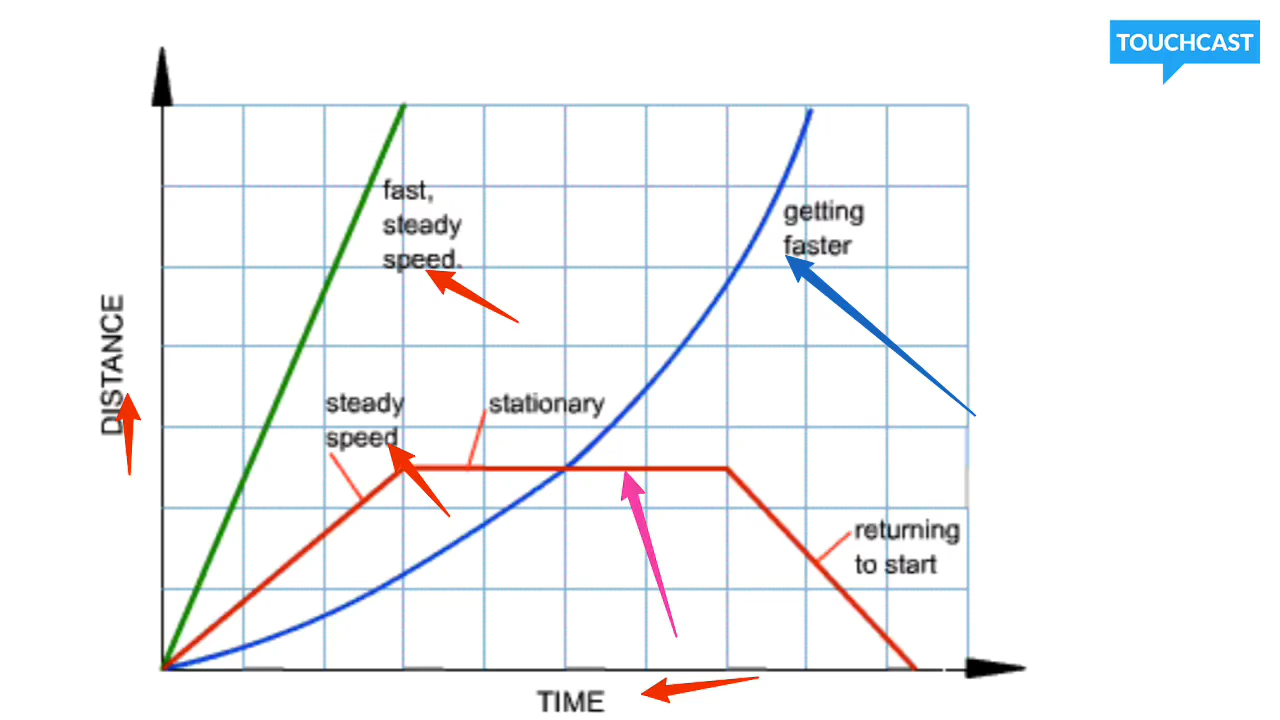 TOUCHCAST
fast,
steady
speed.
getting
faster
DISTANCE
steady
speed
stationary
returning
to start
TIME